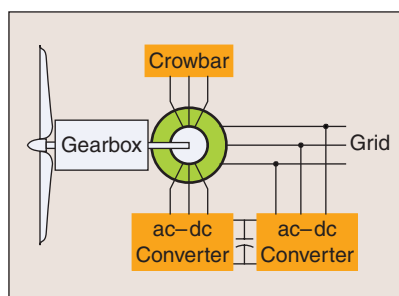 Crowbar
Gearbox
Grid
ac–dc
Converter
ac–dc
Converter